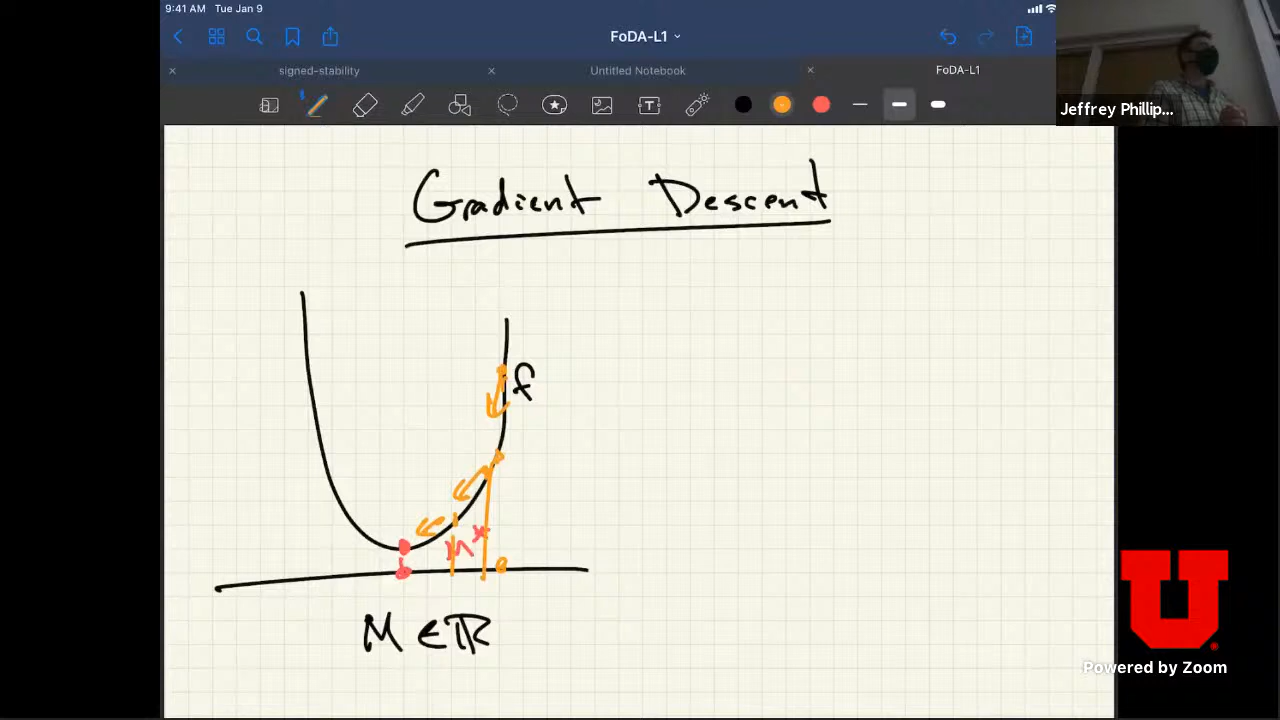 9:41 AM Tue Jan 9
FoDA-L1
signed-stability
Untitled Notebook
FoDA-L1
Jeffrey Phillip...
Gradient Descent
f
M*
M ∈ ℝ
U
Powered by Zoom